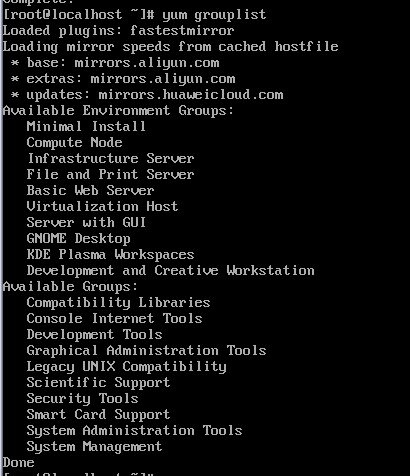 Complete!
[root@localhost ~]# yum grouplist
Loaded plugins: fastestmirror
Loading mirror speeds from cached hostfile
 * base: mirrors.aliyun.com
 * extras: mirrors.aliyun.com
 * updates: mirrors.huaweicloud.com
Available Environment Groups:
   Minimal Install
   Compute Node
   Infrastructure Server
   File and Print Server
   Basic Web Server
   Virtualization Host
   Server with GUI
   GNOME Desktop
   KDE Plasma Workspaces
   Development and Creative Workstation
Available Groups:
   Compatibility Libraries
   Console Internet Tools
   Development Tools
   Graphical Administration Tools
   Legacy UNIX Compatibility
   Scientific Support
   Security Tools
   Smart Card Support
   System Administration Tools
   System Management
Done
[root@localhost ~]#